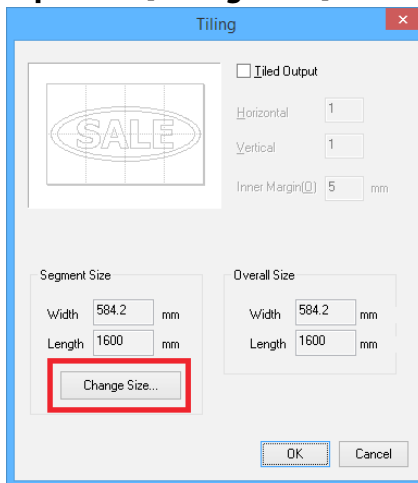 Tiling
x
SALE
Tiled Output
Horizontal 1
Vertical 1
Inner Margin(O) 5 mm
Segment Size
Width 584.2 mm
Length 1600 mm
Change Size...
Overall Size
Width 584.2 mm
Length 1600 mm
OK Cancel